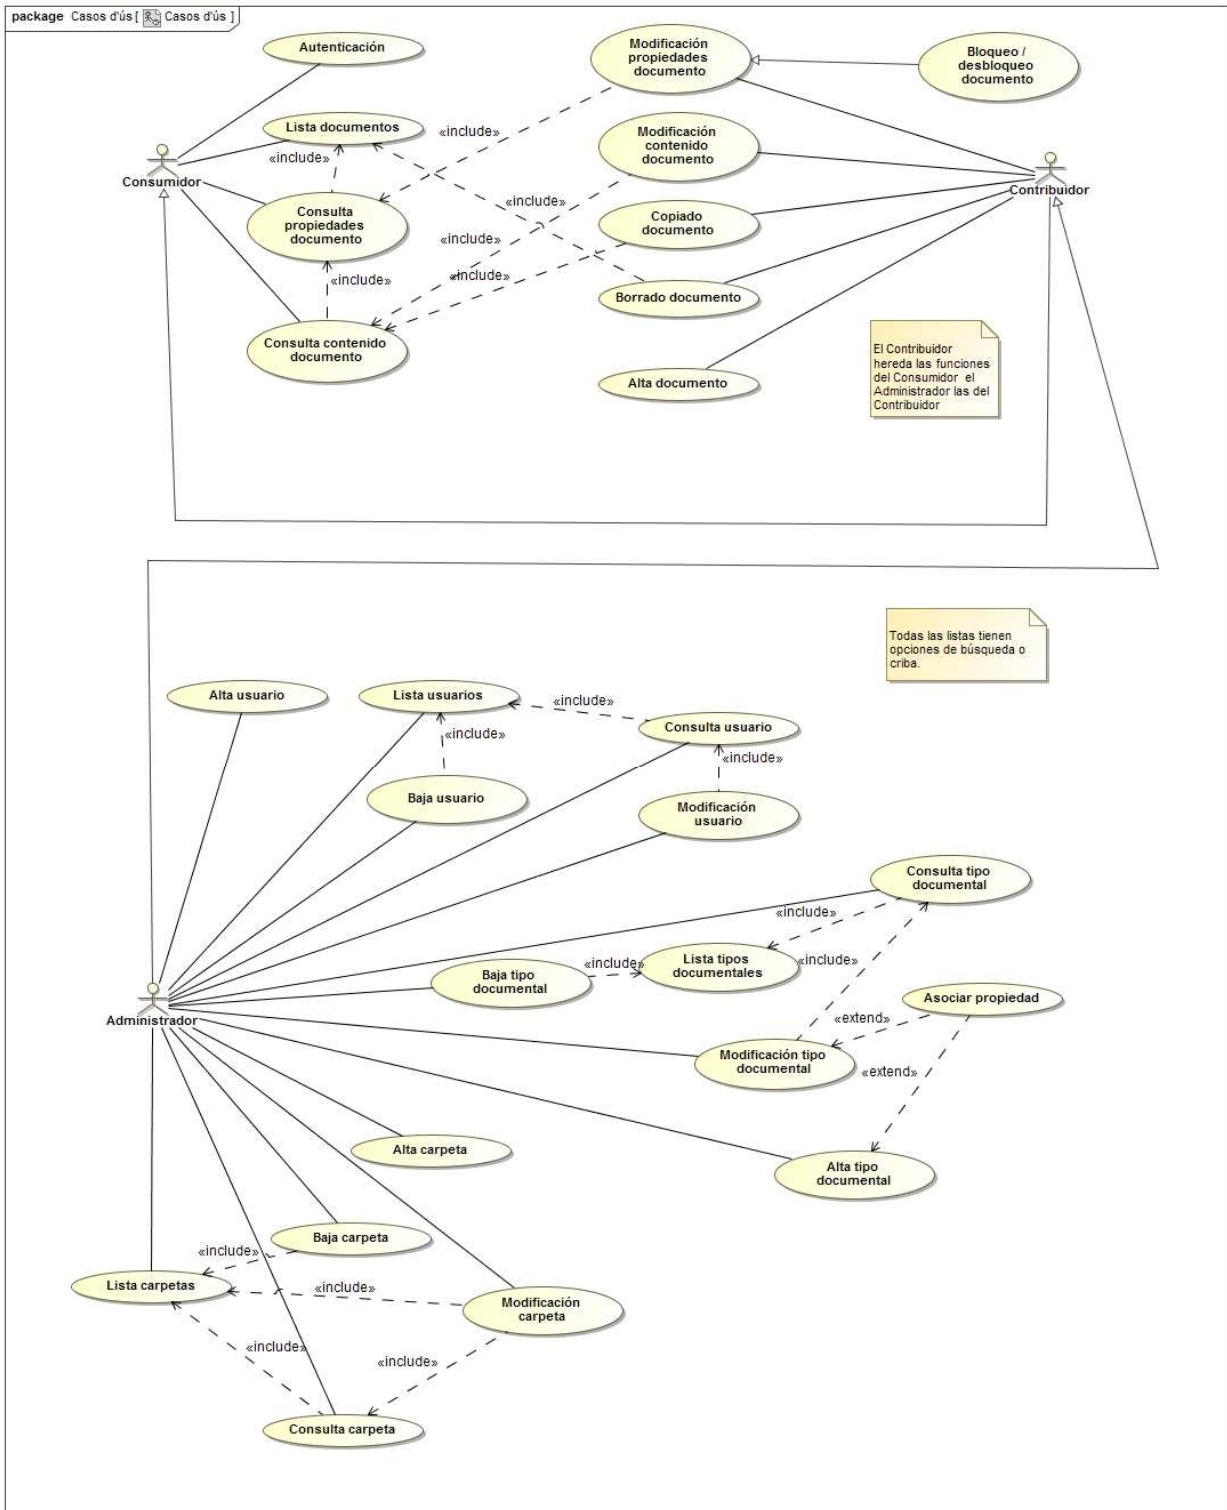 package Casos d'ús [ Casos d'ús ]
Autenticación
Modificación
propiedades
documento
Bloqueo /
desbloqueo
documento
Lista documentos
«include»
«include»
Modificación
contenido
documento
Consumidor
Contribuidor
Consulta
propiedades
documento
«include»
Copiado
documento
«include»
«include»
«include»
Borrado documento
Consulta contenido
documento
Alta documento
El Contribuidor
hereda las funciones
del Consumidor el
Administrador las del
Contribuidor
Todas las listas tienen
opciones de búsqueda o
criba.
Alta usuario
Lista usuarios
«include»
Consulta usuario
«include»
«include»
Baja usuario
Modificación
usuario
Consulta tipo
documental
«include»
Lista tipos
documentales
«include»
«include»
Baja tipo
documental
Asociar propiedad
Administrador
«extend»
Modificación tipo
documental
«extend»
Alta carpeta
Alta tipo
documental
Baja carpeta
«include»
Lista carpetas
«include»
Modificación
carpeta
«include»
«include»
Consulta carpeta